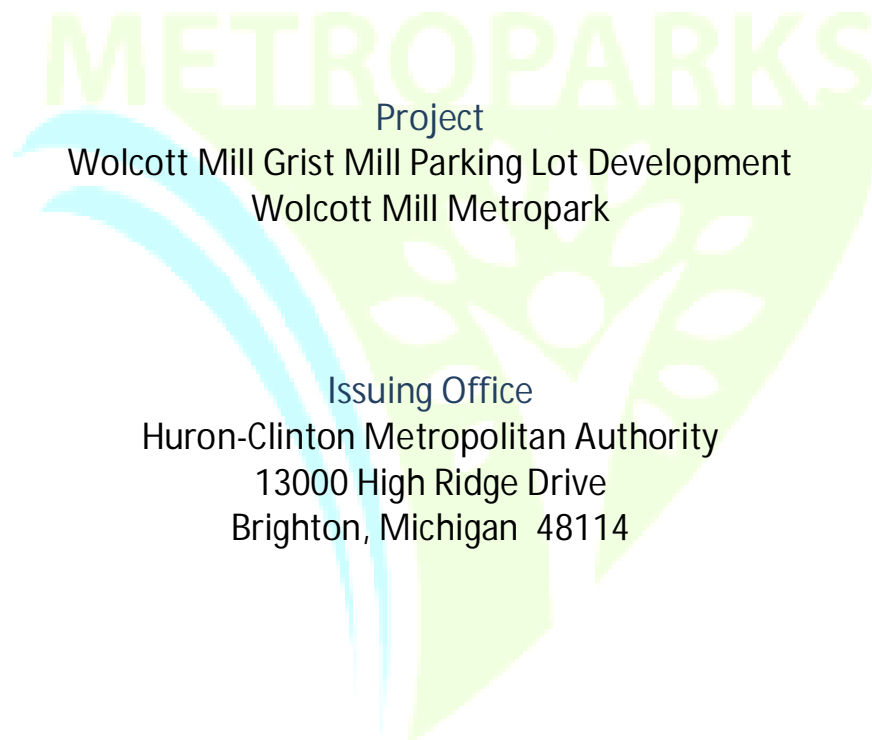 METROPARKS
Project
Wolcott Mill Grist Mill Parking Lot Development
Wolcott Mill Metropark
Issuing Office
Huron-Clinton Metropolitan Authority
13000 High Ridge Drive
Brighton, Michigan 48114